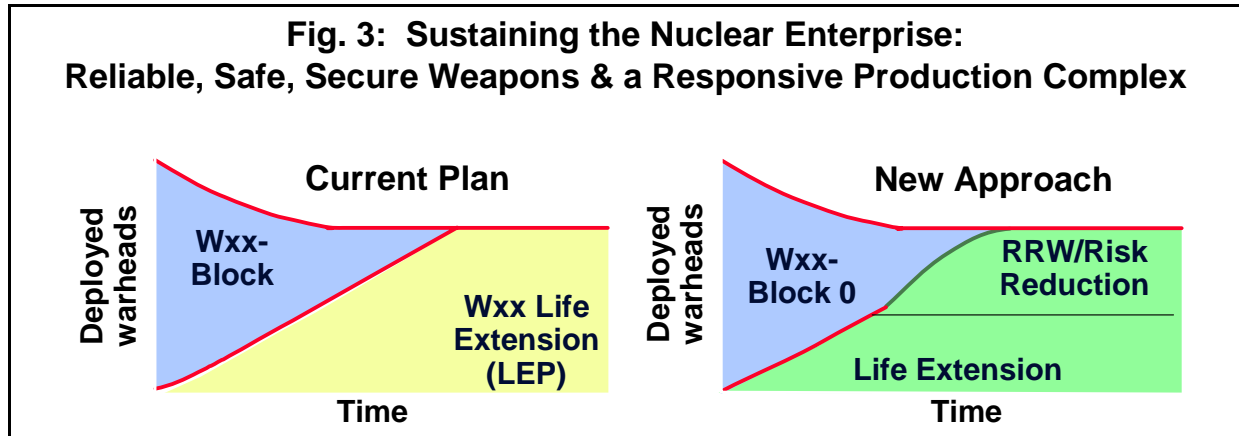 Fig. 3: Sustaining the Nuclear Enterprise:
Reliable, Safe, Secure Weapons & a Responsive Production Complex
Current Plan
Deployed
warheads
Wxx-
Block
Wxx Life
Extension
(LEP)
Time
New Approach
Deployed
warheads
Wxx-
Block 0
RRW/Risk
Reduction
Life Extension
Time